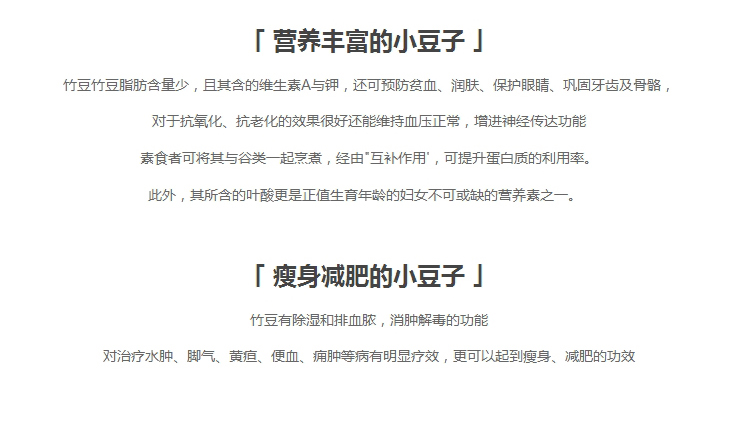 「 营养丰富的小豆子 」
竹豆竹豆脂肪含量少，且其含的维生素A与钾，还可预防贫血、润肤、保护眼睛、巩固牙齿及骨骼，
对于抗氧化、抗老化的效果很好还能维持血压正常，增进神经传达功能
素食者可将其与谷类一起烹煮，经由"互补作用'，可提升蛋白质的利用率。
此外，其所含的叶酸更是正值生育年龄的妇女不可或缺的营养素之一。
「 瘦身减肥的小豆子 」
竹豆有除湿和排血脓，消肿解毒的功能
对治疗水肿、脚气、黄疸、便血、痈肿等病有明显疗效，更可以起到瘦身、减肥的功效